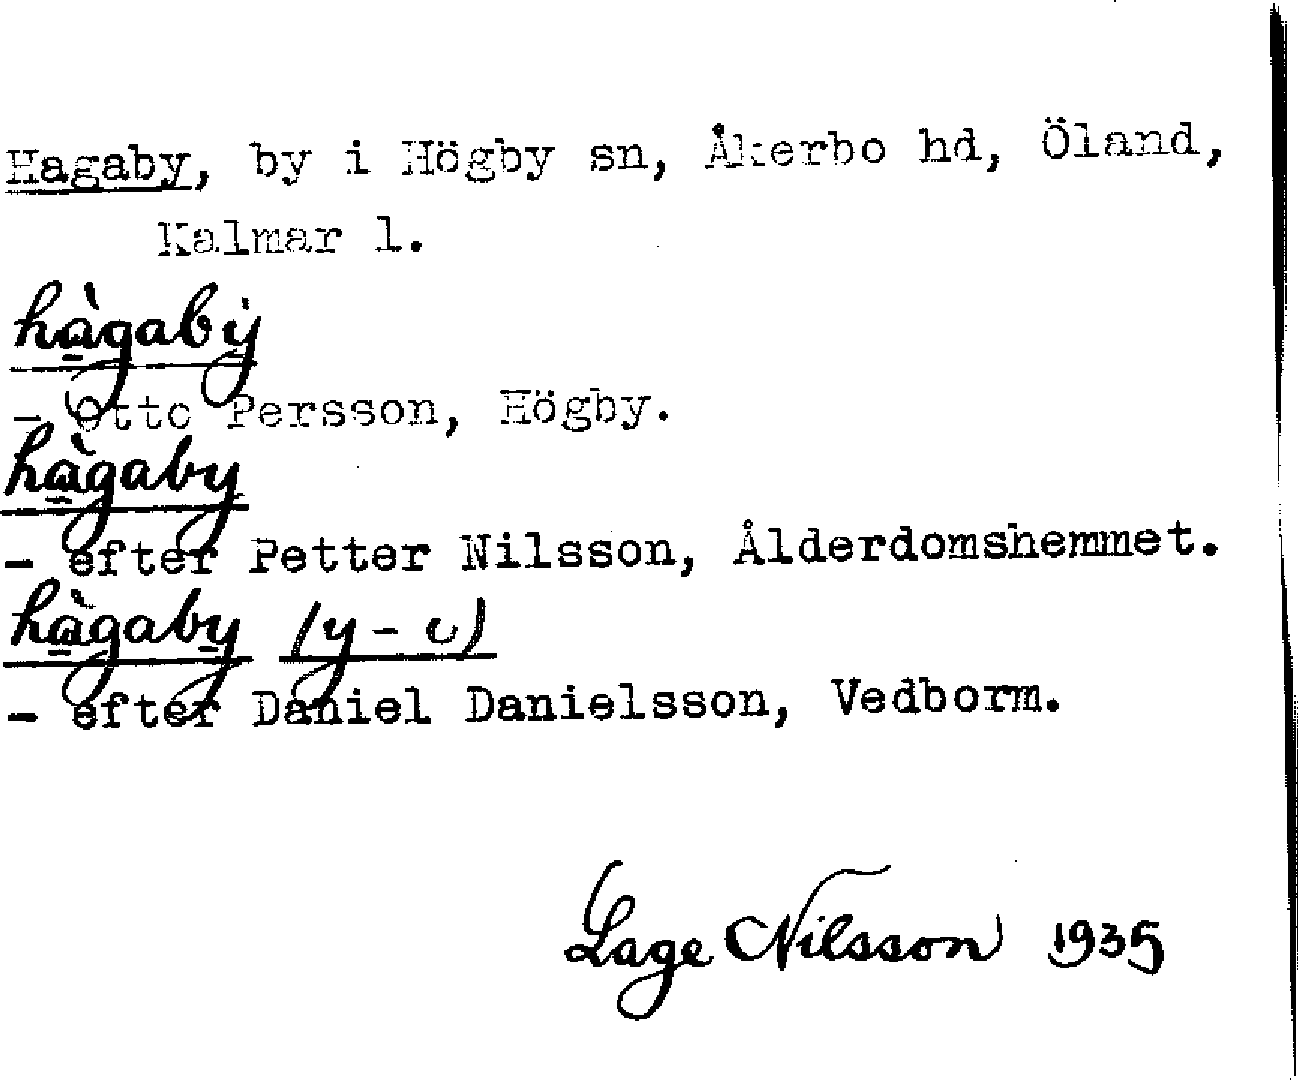 Hagaby, by i Högby sn, Åkerbo hd, Öland,
Kalmar l.
hàgaby
- Otto Persson, Högby.
hàgaby
- efter Petter Nilsson, Ålderdomshemmet.
hàgaby (y - c)
- efter Daniel Danielsson, Vedborm.
Lage Nilsson 1935